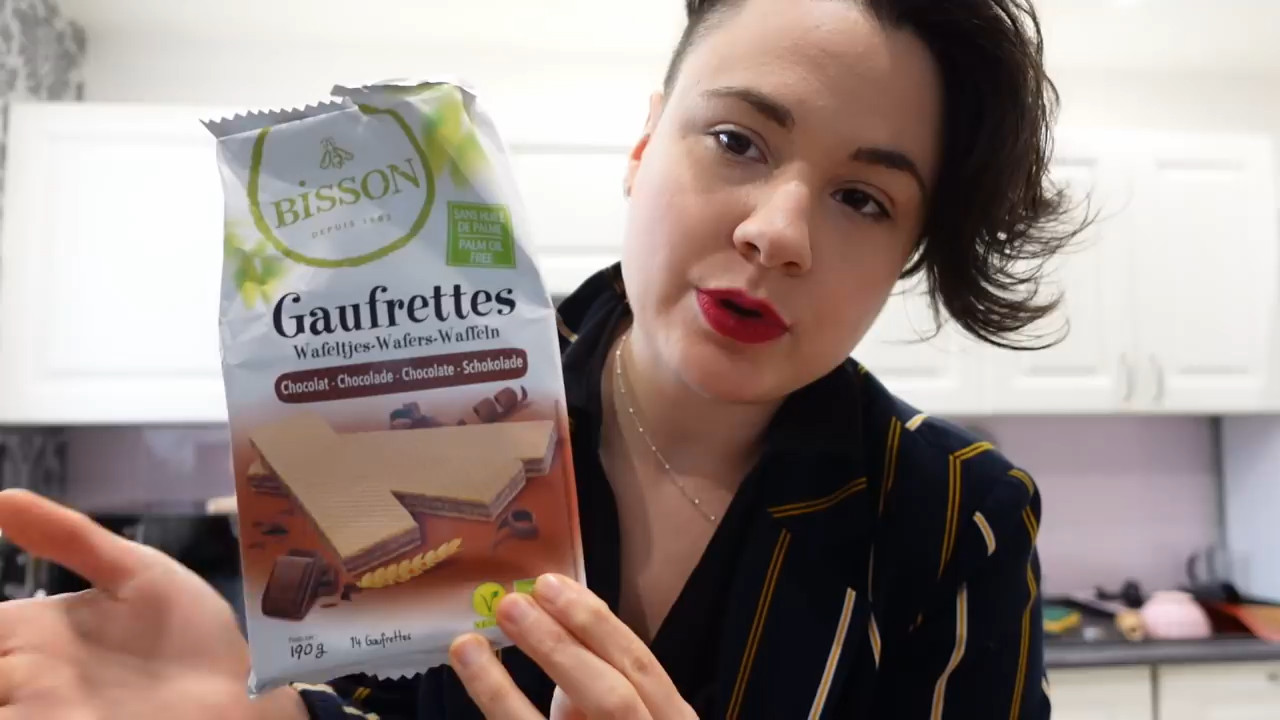 BISSON
DEPUIS 1982
SANS HUILE
DE PALME
PALM OIL
FREE
Gaufrettes
Wafeltjes-Wafers-Waffeln
Chocolat - Chocolade - Chocolate - Schokolade
190g
14 Gaufrettes